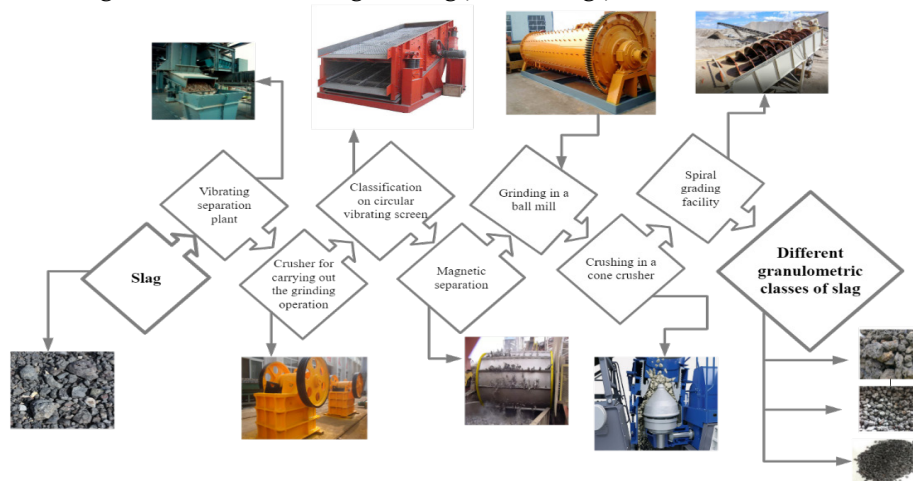 Slag
Vibrating
separation
plant
Crusher for
carrying out
the grinding
operation
Classification
on circular
vibrating screen
Magnetic
separation
Grinding in a
ball mill
Crushing in a
cone crusher
Spiral
grading
facility
Different
granulometric
classes of slag